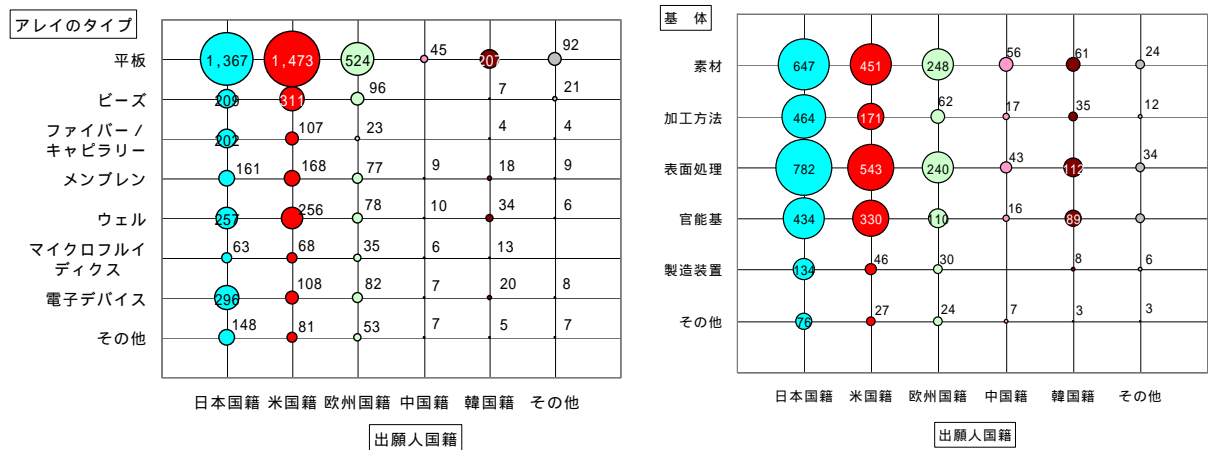 アレイのタイプ
平板
1,367
1,473
524
45
207
92
ビーズ
209
311
96
7
21
ファイバー/
キャピラリー
202
107
23
4
4
メンブレン
161
168
77
9
18
9
ウェル
257
256
78
10
34
6
マイクロフルイ
ディクス
63
68
35
6
13
電子デバイス
296
108
82
7
20
8
その他
148
81
53
7
5
7
日本国籍
米国籍
欧州国籍
中国籍
韓国籍
その他
出願人国籍
基 体
素材
647
451
248
56
61
24
加工方法
464
171
62
17
35
12
表面処理
782
543
240
43
112
34
官能基
434
330
110
16
89
製造装置
134
46
30
8
6
その他
76
27
24
7
3
3
日本国籍
米国籍
欧州国籍
中国籍
韓国籍
その他
出願人国籍